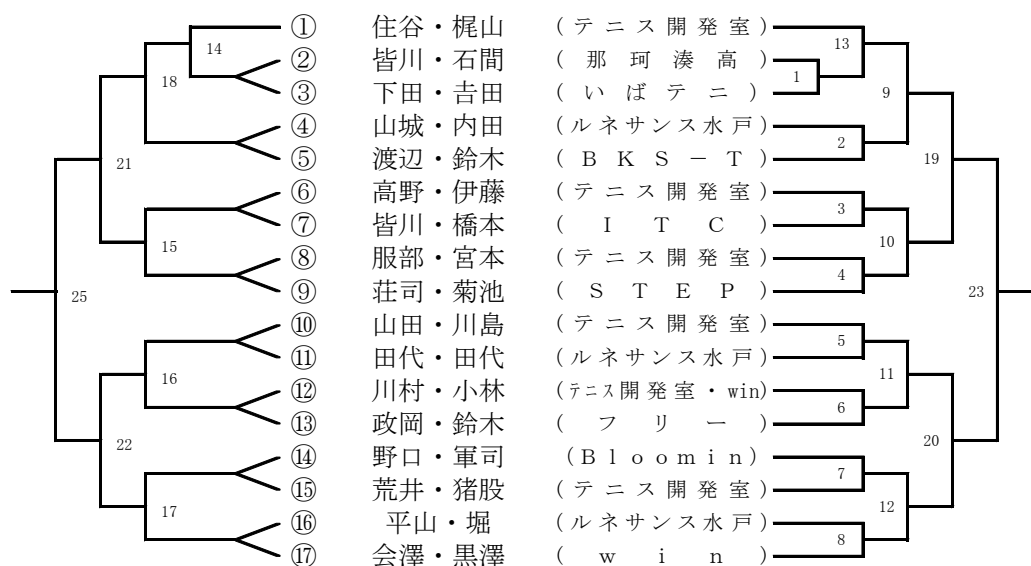 ① 住谷・梶山 (テニス開発室)
② 皆川・石間 (那珂湊高)
③ 下田・𠮷田 (いばテニ)
④ 山城・内田 (ルネサンス水戸)
⑤ 渡辺・鈴木 (BKS－T)
⑥ 高野・伊藤 (テニス開発室)
⑦ 皆川・橋本 (ITC)
⑧ 服部・宮本 (テニス開発室)
⑨ 荘司・菊池 (STEP)
⑩ 山田・川島 (テニス開発室)
⑪ 田代・田代 (ルネサンス水戸)
⑫ 川村・小林 (テニス開発室・win)
⑬ 政岡・鈴木 (フリー)
⑭ 野口・軍司 (Bloomin)
⑮ 荒井・猪股 (テニス開発室)
⑯ 平山・堀 (ルネサンス水戸)
⑰ 会澤・黒澤 (win)
14
18
21
15
25
16
22
17
13
1
9
2
19
3
10
4
23
5
11
6
20
7
12
8